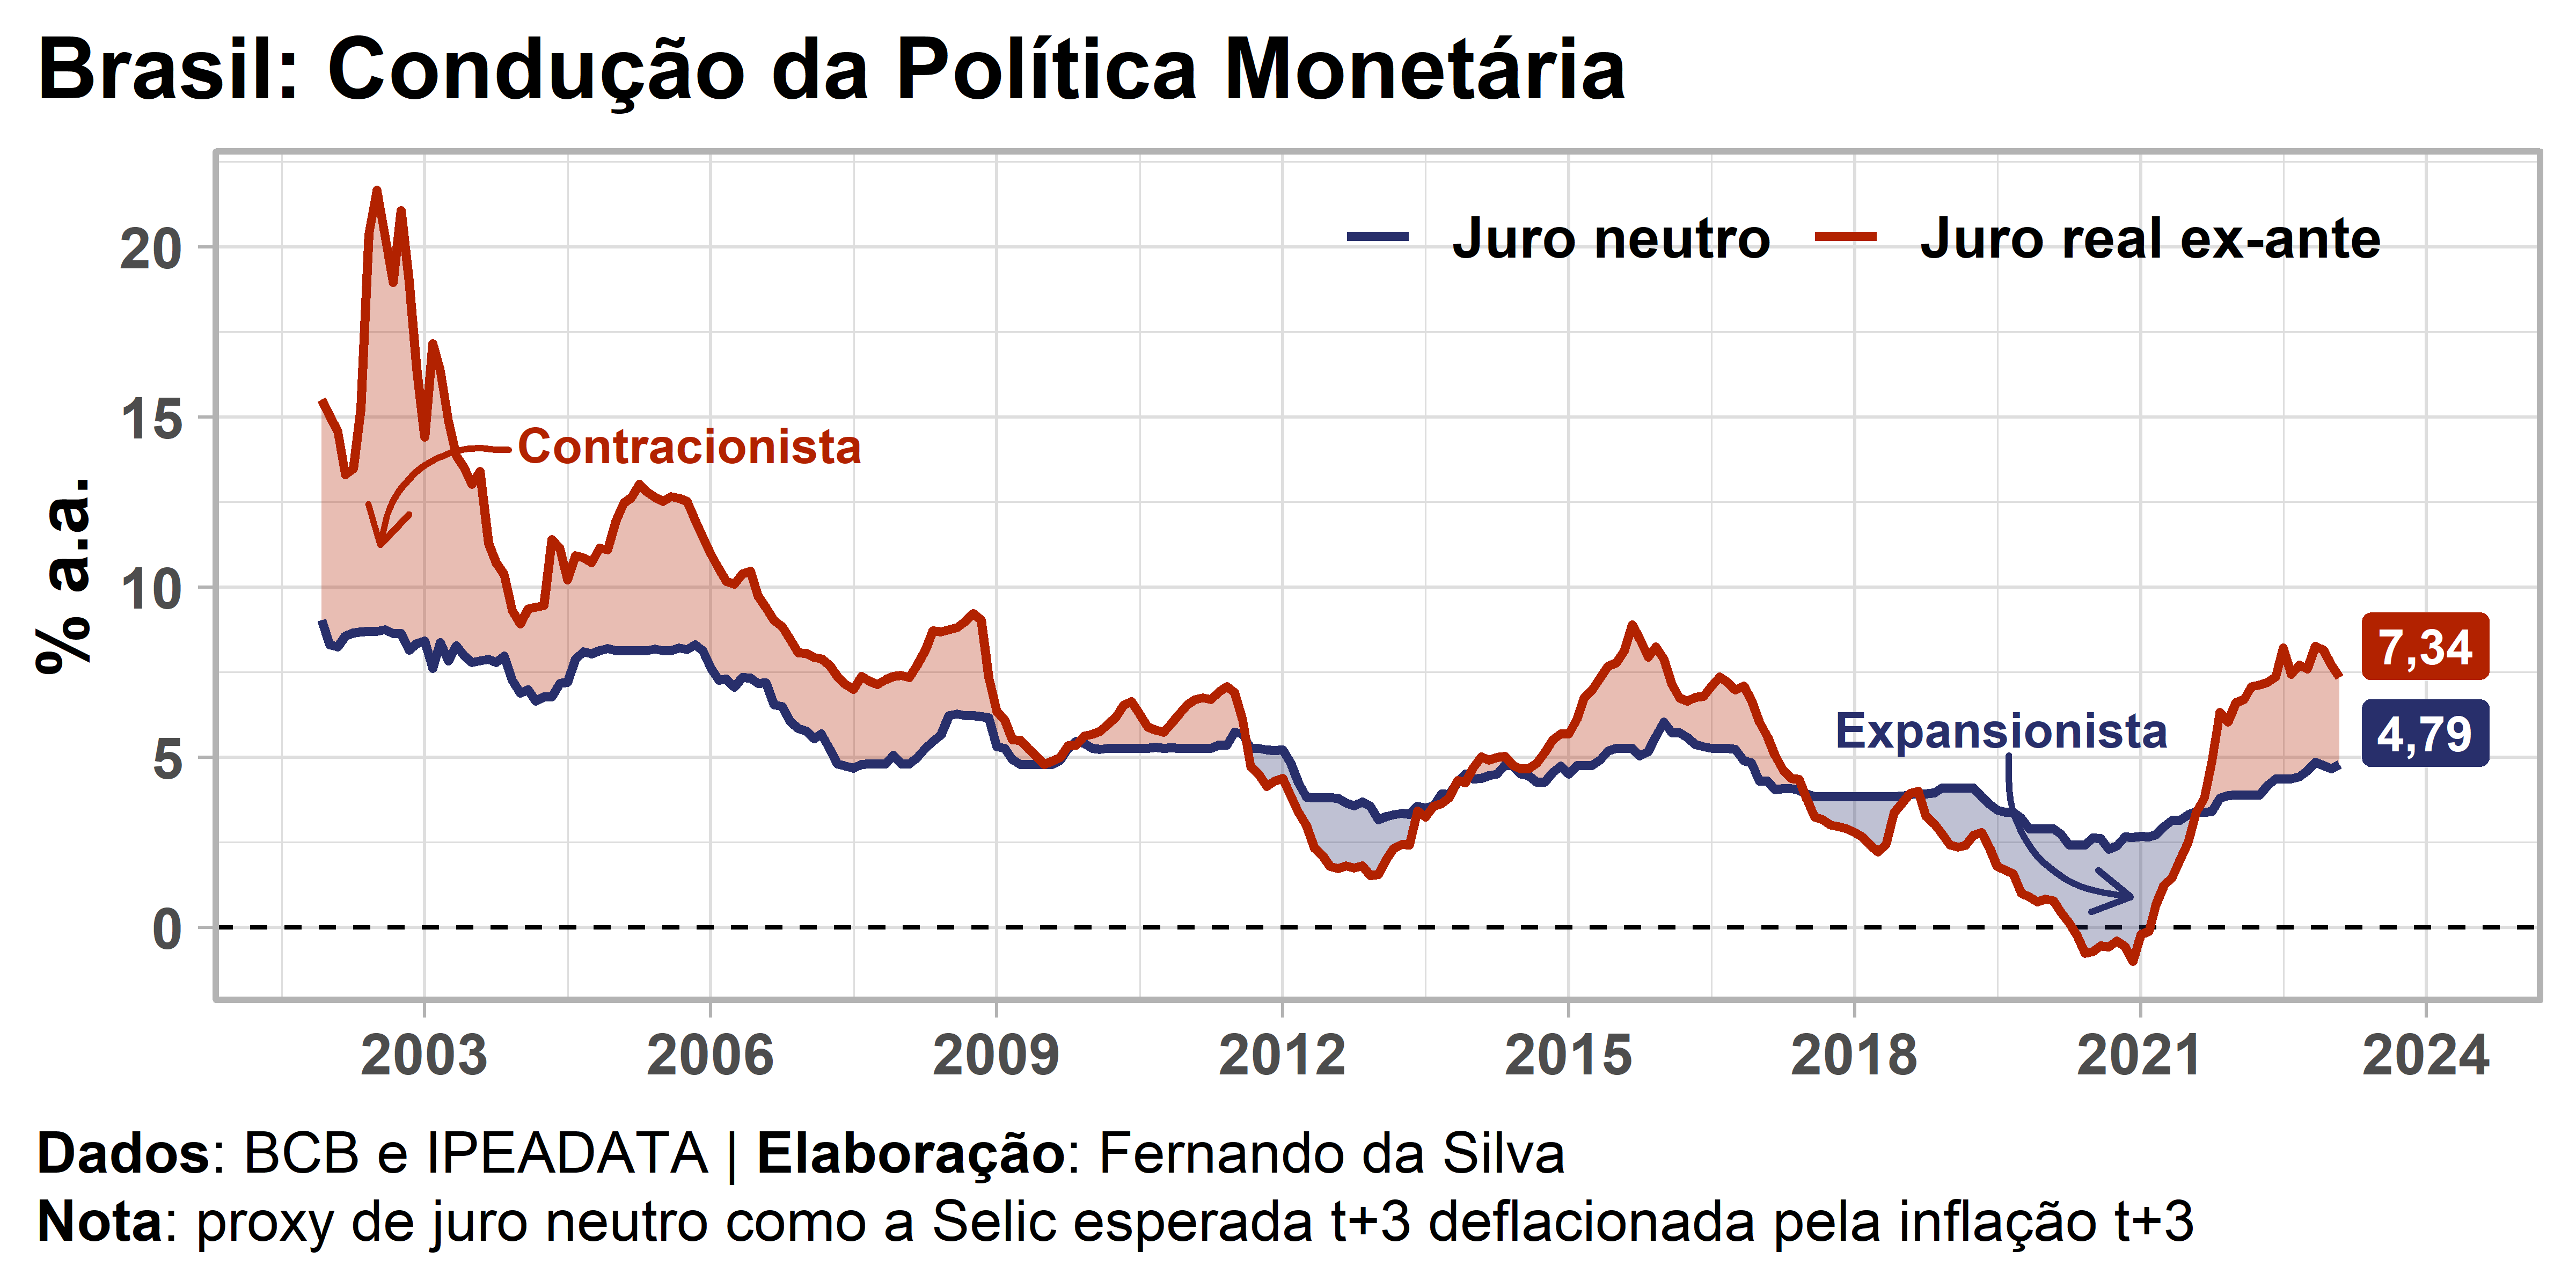 Brasil: Condução da Política Monetária
Juro neutro
Juro real ex-ante
% a.a.
20
15
10
5
0
Contracionista
Expansionista
7,34
4,79
2003
2006
2009
2012
2015
2018
2021
2024
Dados: BCB e IPEADATA | Elaboração: Fernando da Silva
Nota: proxy de juro neutro como a Selic esperada t+3 deflacionada pela inflação t+3